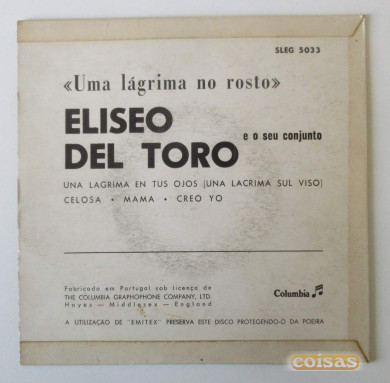 SLEG 5033
«Uma lágrima no rosto»
ELISEO
e o seu conjunto
DEL TORO
UNA LAGRIMA EN TUS OJOS (UNA LACRIMA SUL VISO)
CELOSA • MAMA • CREO YO
Fabricado em Portugal sob licença de
THE COLUMBIA GRAPHOPHONE COMPANY, LTD.
Hayes — Middlesex — England
Columbia
A UTILIZAÇÃO DE "EMITEX" PRESERVA ESTE DISCO PROTEGENDO-O DA POEIRA
coisas